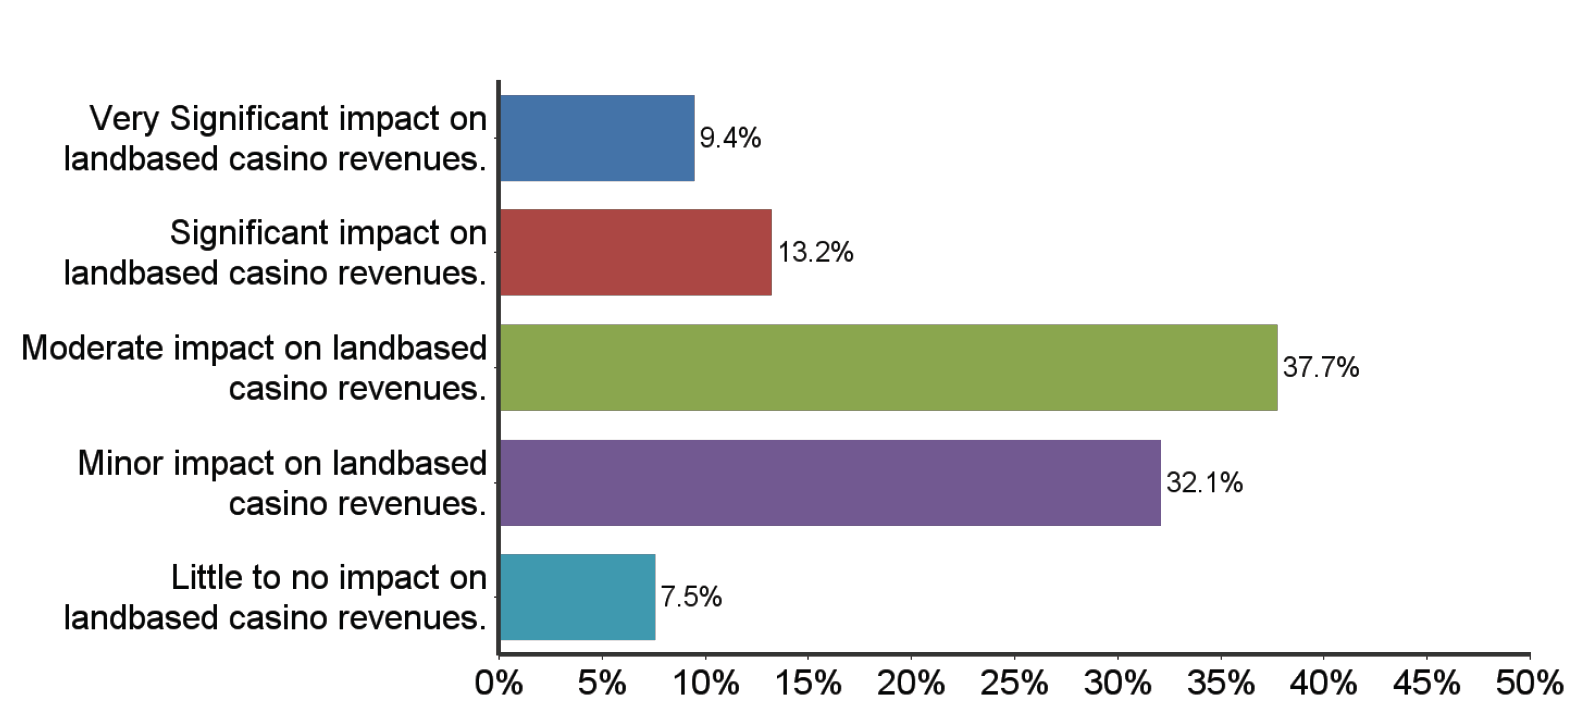 Very Significant impact on
landbased casino revenues.
9.4%
Significant impact on
landbased casino revenues.
13.2%
Moderate impact on landbased
casino revenues.
37.7%
Minor impact on landbased
casino revenues.
32.1%
Little to no impact on
landbased casino revenues.
7.5%
0% 5% 10% 15% 20% 25% 30% 35% 40% 45% 50%